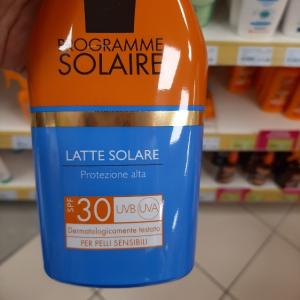 PROGRAMME
SOLAIRE
LATTE SOLARE
Protezione alta
SPF 30 UVB UVA
Dermatologicamente testato
PER PELLI SENSIBILI